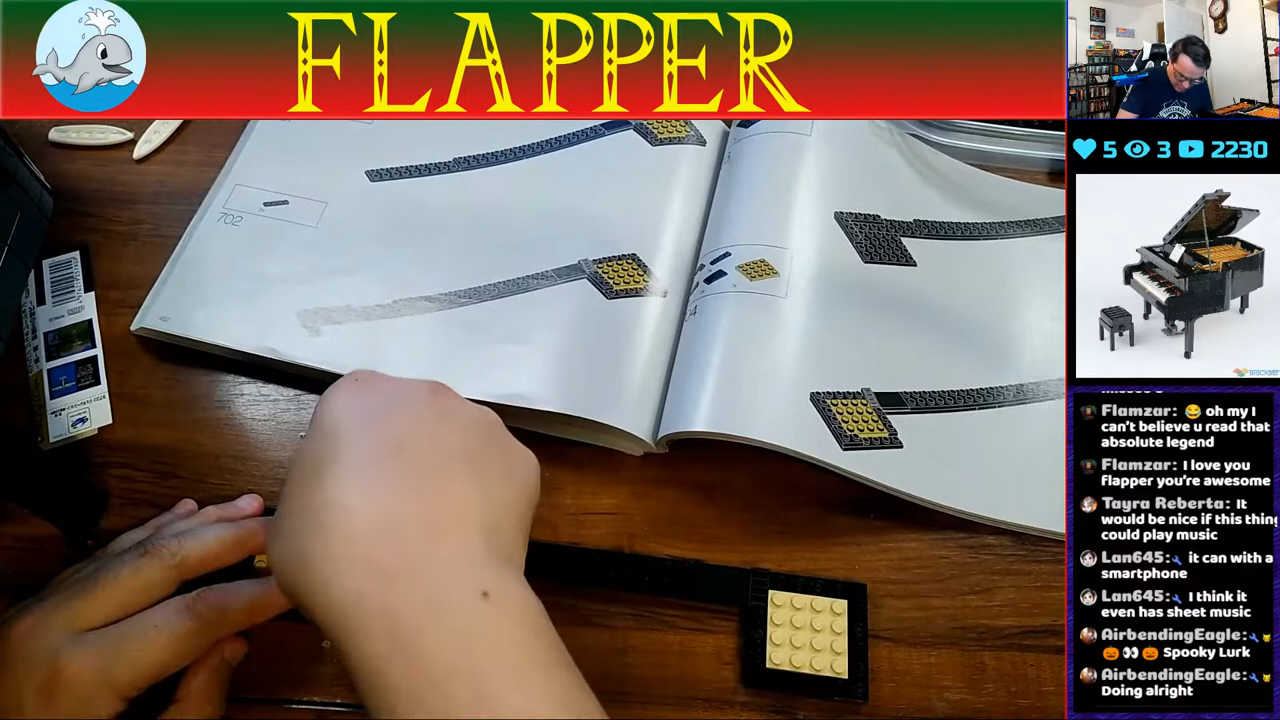 FLAPPER
5 3 2230
702
BRICKSET
Flamzar: 😂 oh my I
can't believe u read that
absolute legend
Flamzar: I love you
flapper you're awesome
Tayra Reberta: It
would be nice if this thing
could play music
Lan645: it can with a
smartphone
Lan645: I think it
even has sheet music
AirbendingEagle:
🎃 👀 🎃 Spooky Lurk
AirbendingEagle:
Doing alright